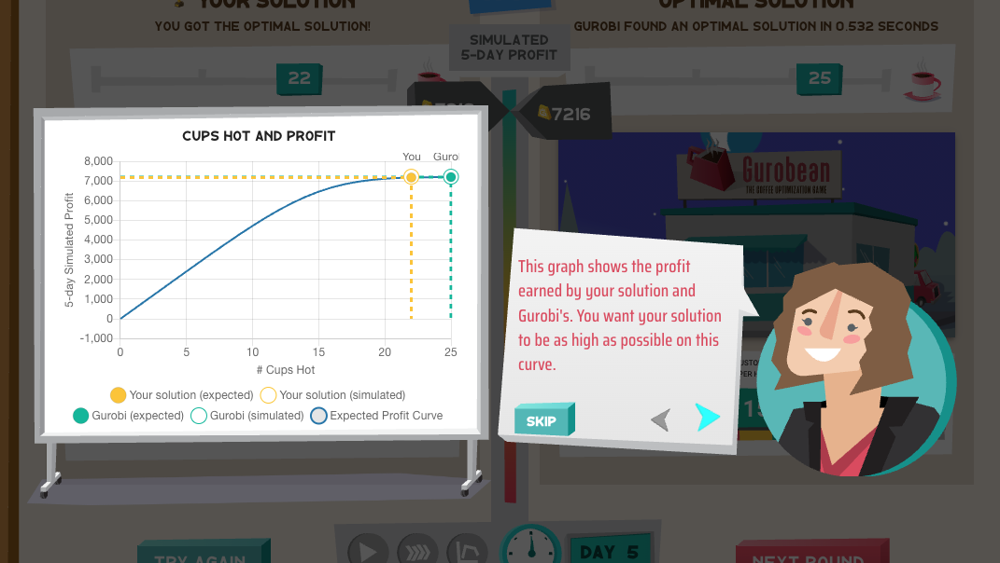 YOUR SOLUTION
OPTIMAL SOLUTION
YOU GOT THE OPTIMAL SOLUTION!
GUROBI FOUND AN OPTIMAL SOLUTION IN 0.532 SECONDS
SIMULATED
5-DAY PROFIT
22
25
7216
CUPS HOT AND PROFIT
You
Gurol
8,000
7,000
6,000
5,000
4,000
3,000
2,000
1,000
0
-1,000
5-day Simulated Profit
0 5 10 15 20 25
# Cups Hot
Your solution (expected) Your solution (simulated)
Gurobi (expected) Gurobi (simulated) Expected Profit Curve
Gurobean
THE COFFEE OPTIMIZATION GAME
This graph shows the profit
earned by your solution and
Gurobi's. You want your solution
to be as high as possible on this
curve.
SKIP
TRY AGAIN
DAY 5
NEXT ROUND